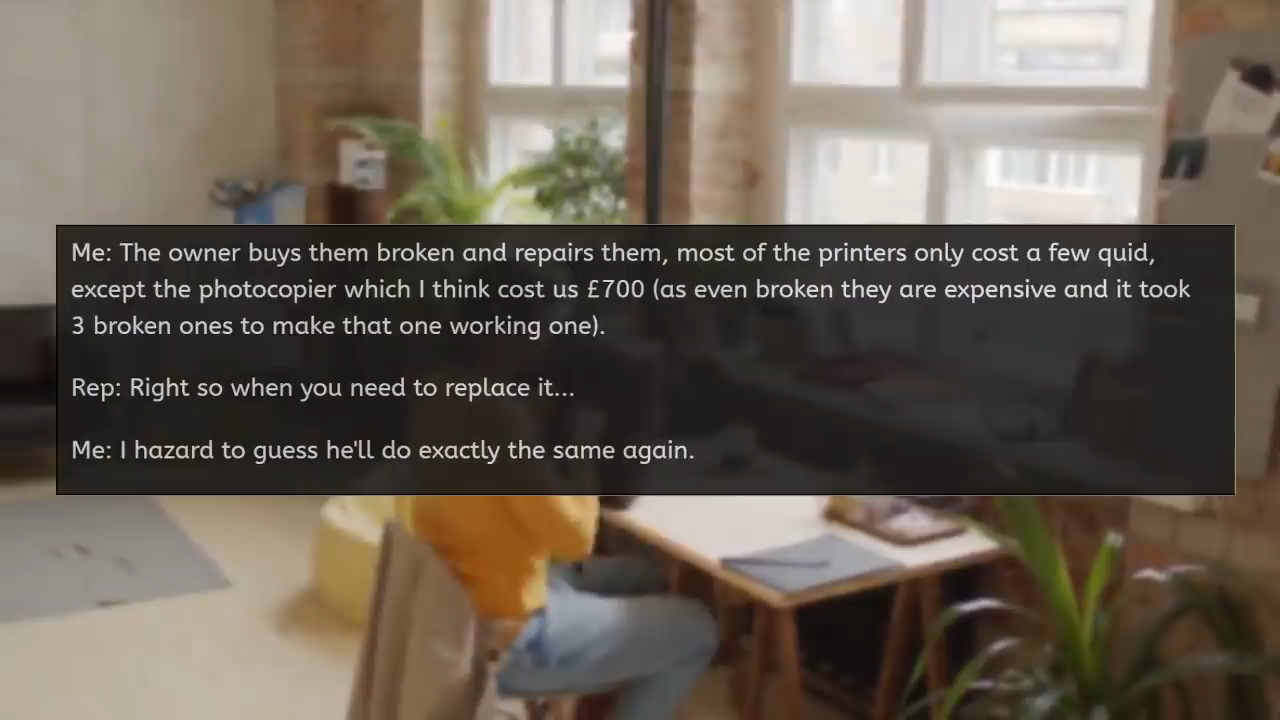 Me: The owner buys them broken and repairs them, most of the printers only cost a few quid,
except the photocopier which I think cost us £700 (as even broken they are expensive and it took
3 broken ones to make that one working one).
Rep: Right so when you need to replace it...
Me: I hazard to guess he'll do exactly the same again.